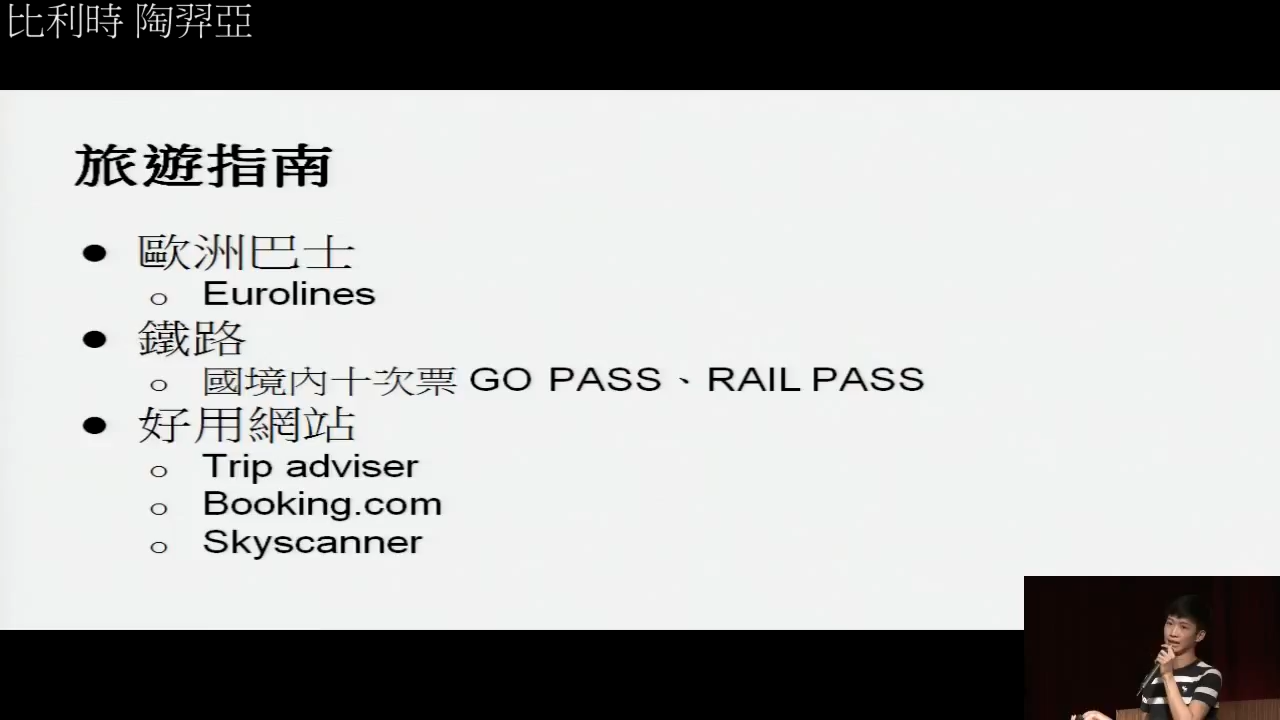 比利時 陶羿亞
旅遊指南
歐洲巴士
Eurolines
鐵路
國境內十次票 GO PASS、RAIL PASS
好用網站
Trip adviser
Booking.com
Skyscanner